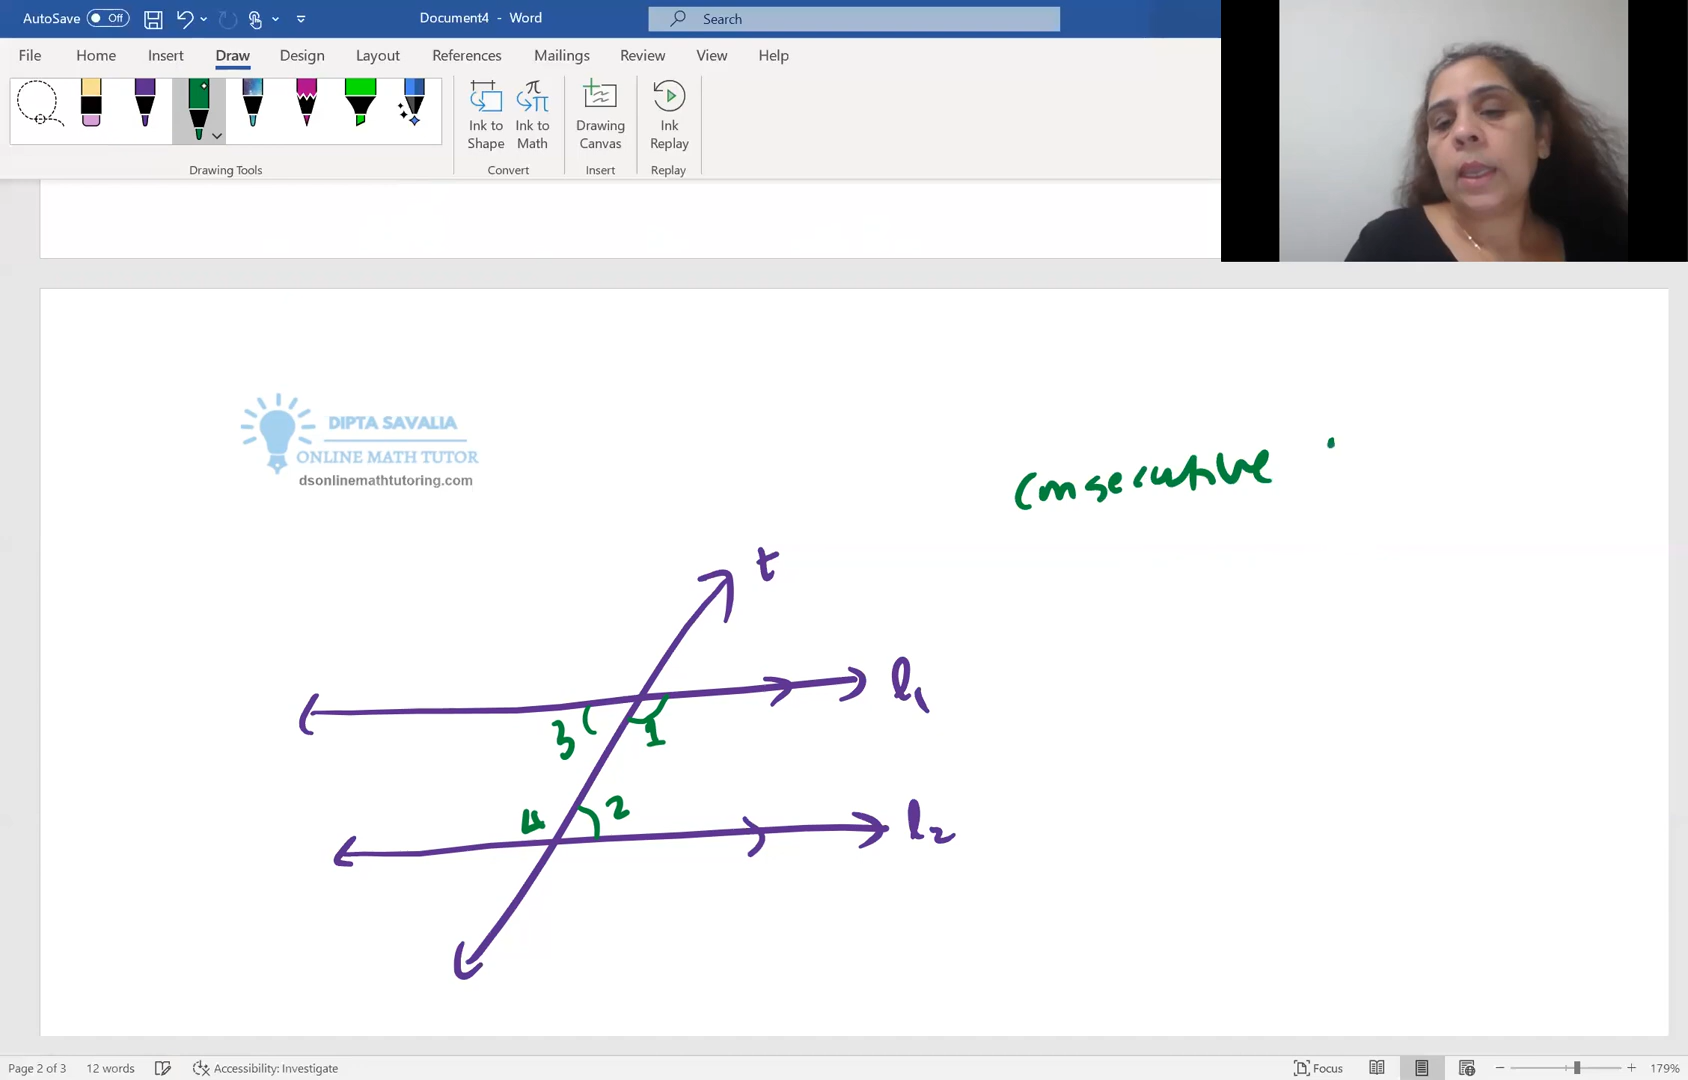 AutoSave Off Document4 - Word Search
File Home Insert Draw Design Layout References Mailings Review View Help
Ink to Shape
Ink to Math
Drawing Canvas
Ink Replay
Drawing Tools Convert Insert Replay
DIPTA SAVALIA
ONLINE MATH TUTOR
dsonlinemathtutoring.com
consecutive
t
l1
3 1
4 2
l2
Page 2 of 3 12 words Accessibility: Investigate Focus 179%